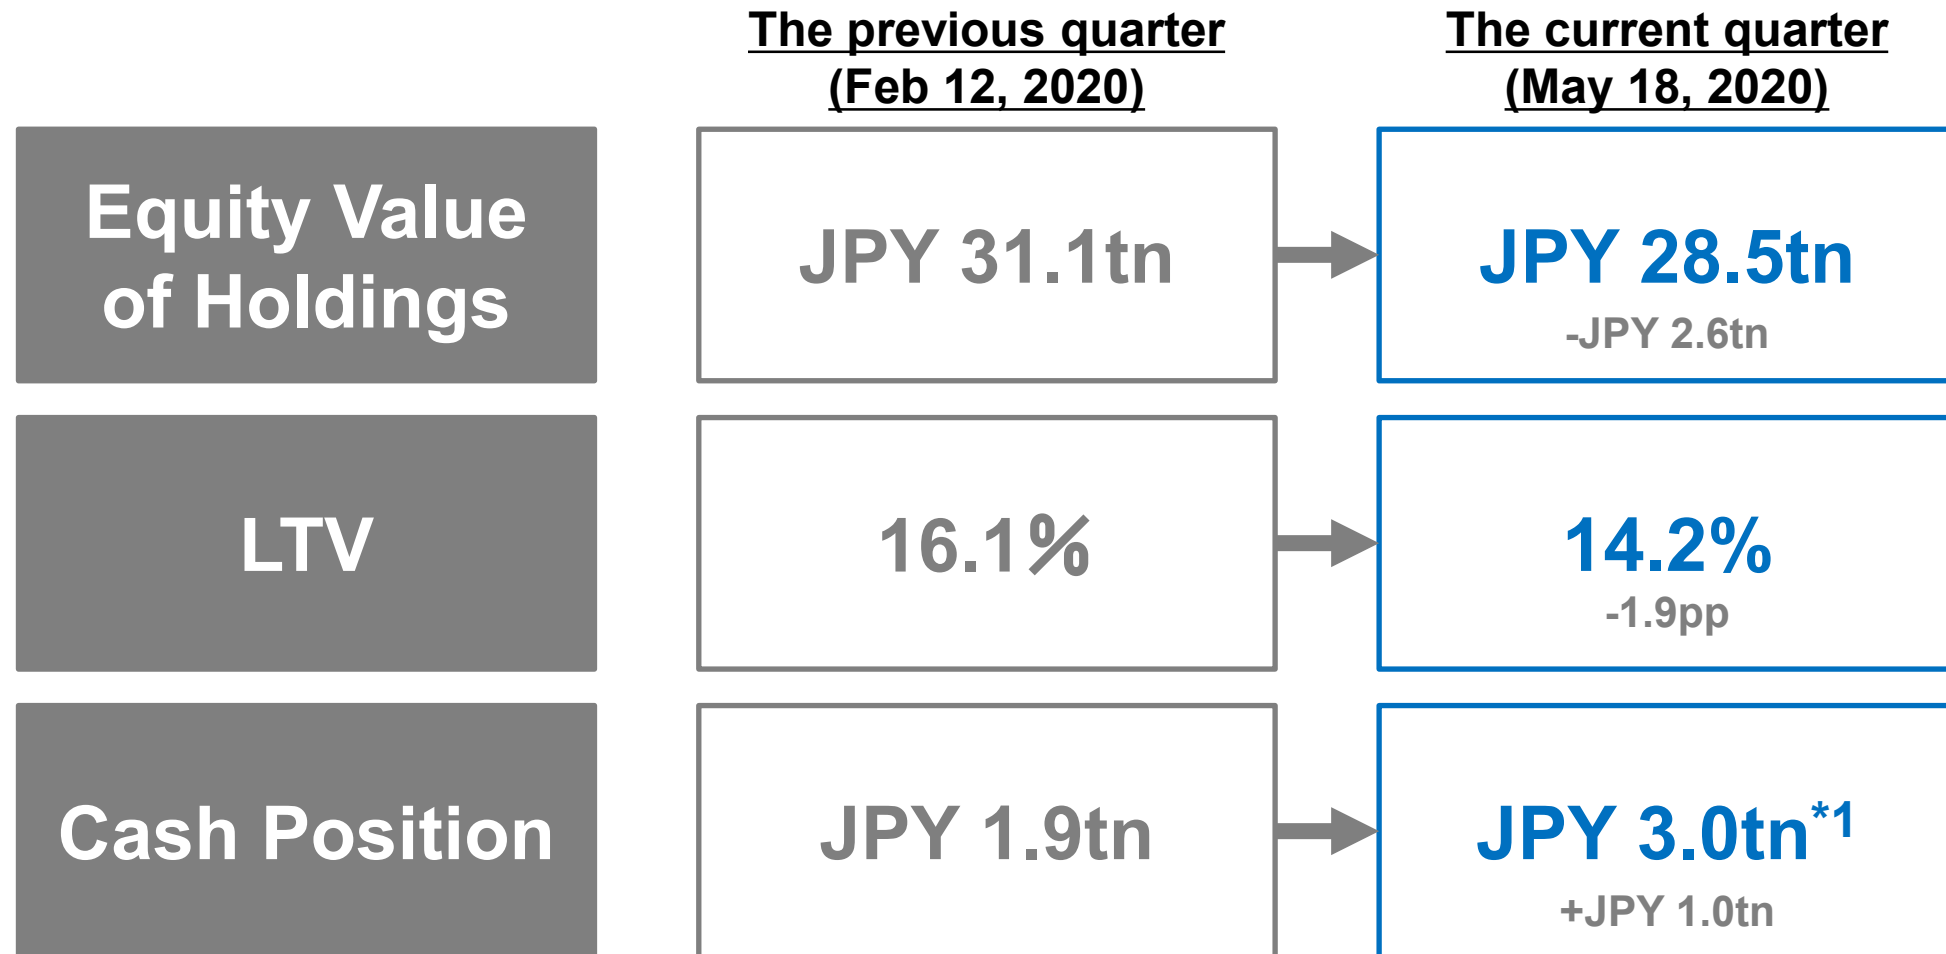 The previous quarter
(Feb 12, 2020)
The current quarter
(May 18, 2020)
Equity Value
of Holdings
JPY 31.1tn
JPY 28.5tn
-JPY 2.6tn
LTV
16.1%
14.2%
-1.9pp
Cash Position
JPY 1.9tn
JPY 3.0tn*1
+JPY 1.0tn